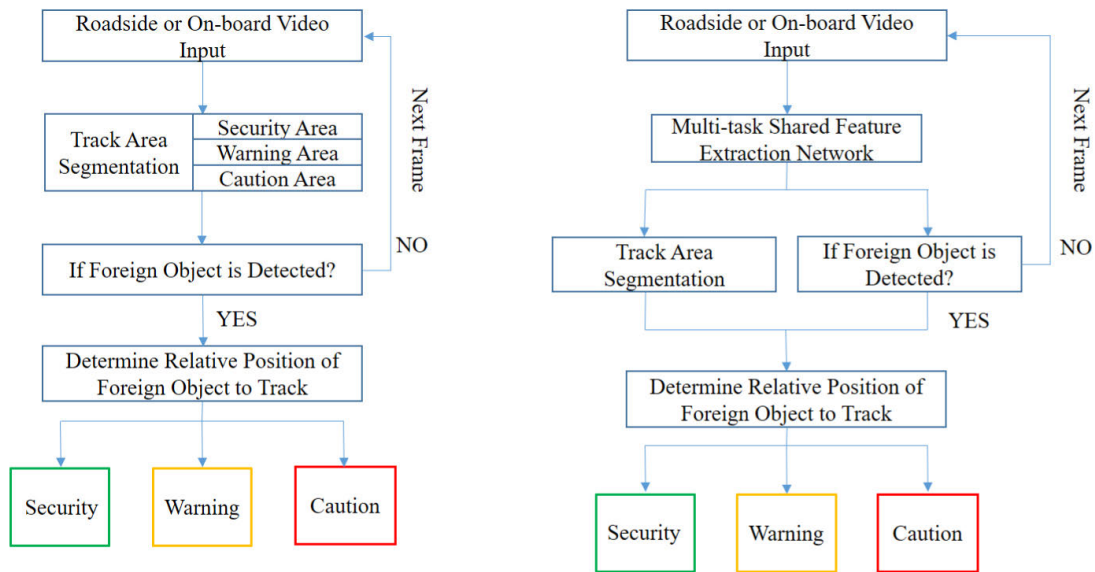 Roadside or On-board Video
Input
Track Area
Segmentation
Security Area
Warning Area
Caution Area
Next Frame
If Foreign Object is Detected?
NO
YES
Determine Relative Position of
Foreign Object to Track
Security
Warning
Caution
Roadside or On-board Video
Input
Multi-task Shared Feature
Extraction Network
Next Frame
Track Area
Segmentation
If Foreign Object is
Detected?
NO
YES
Determine Relative Position of
Foreign Object to Track
Security
Warning
Caution